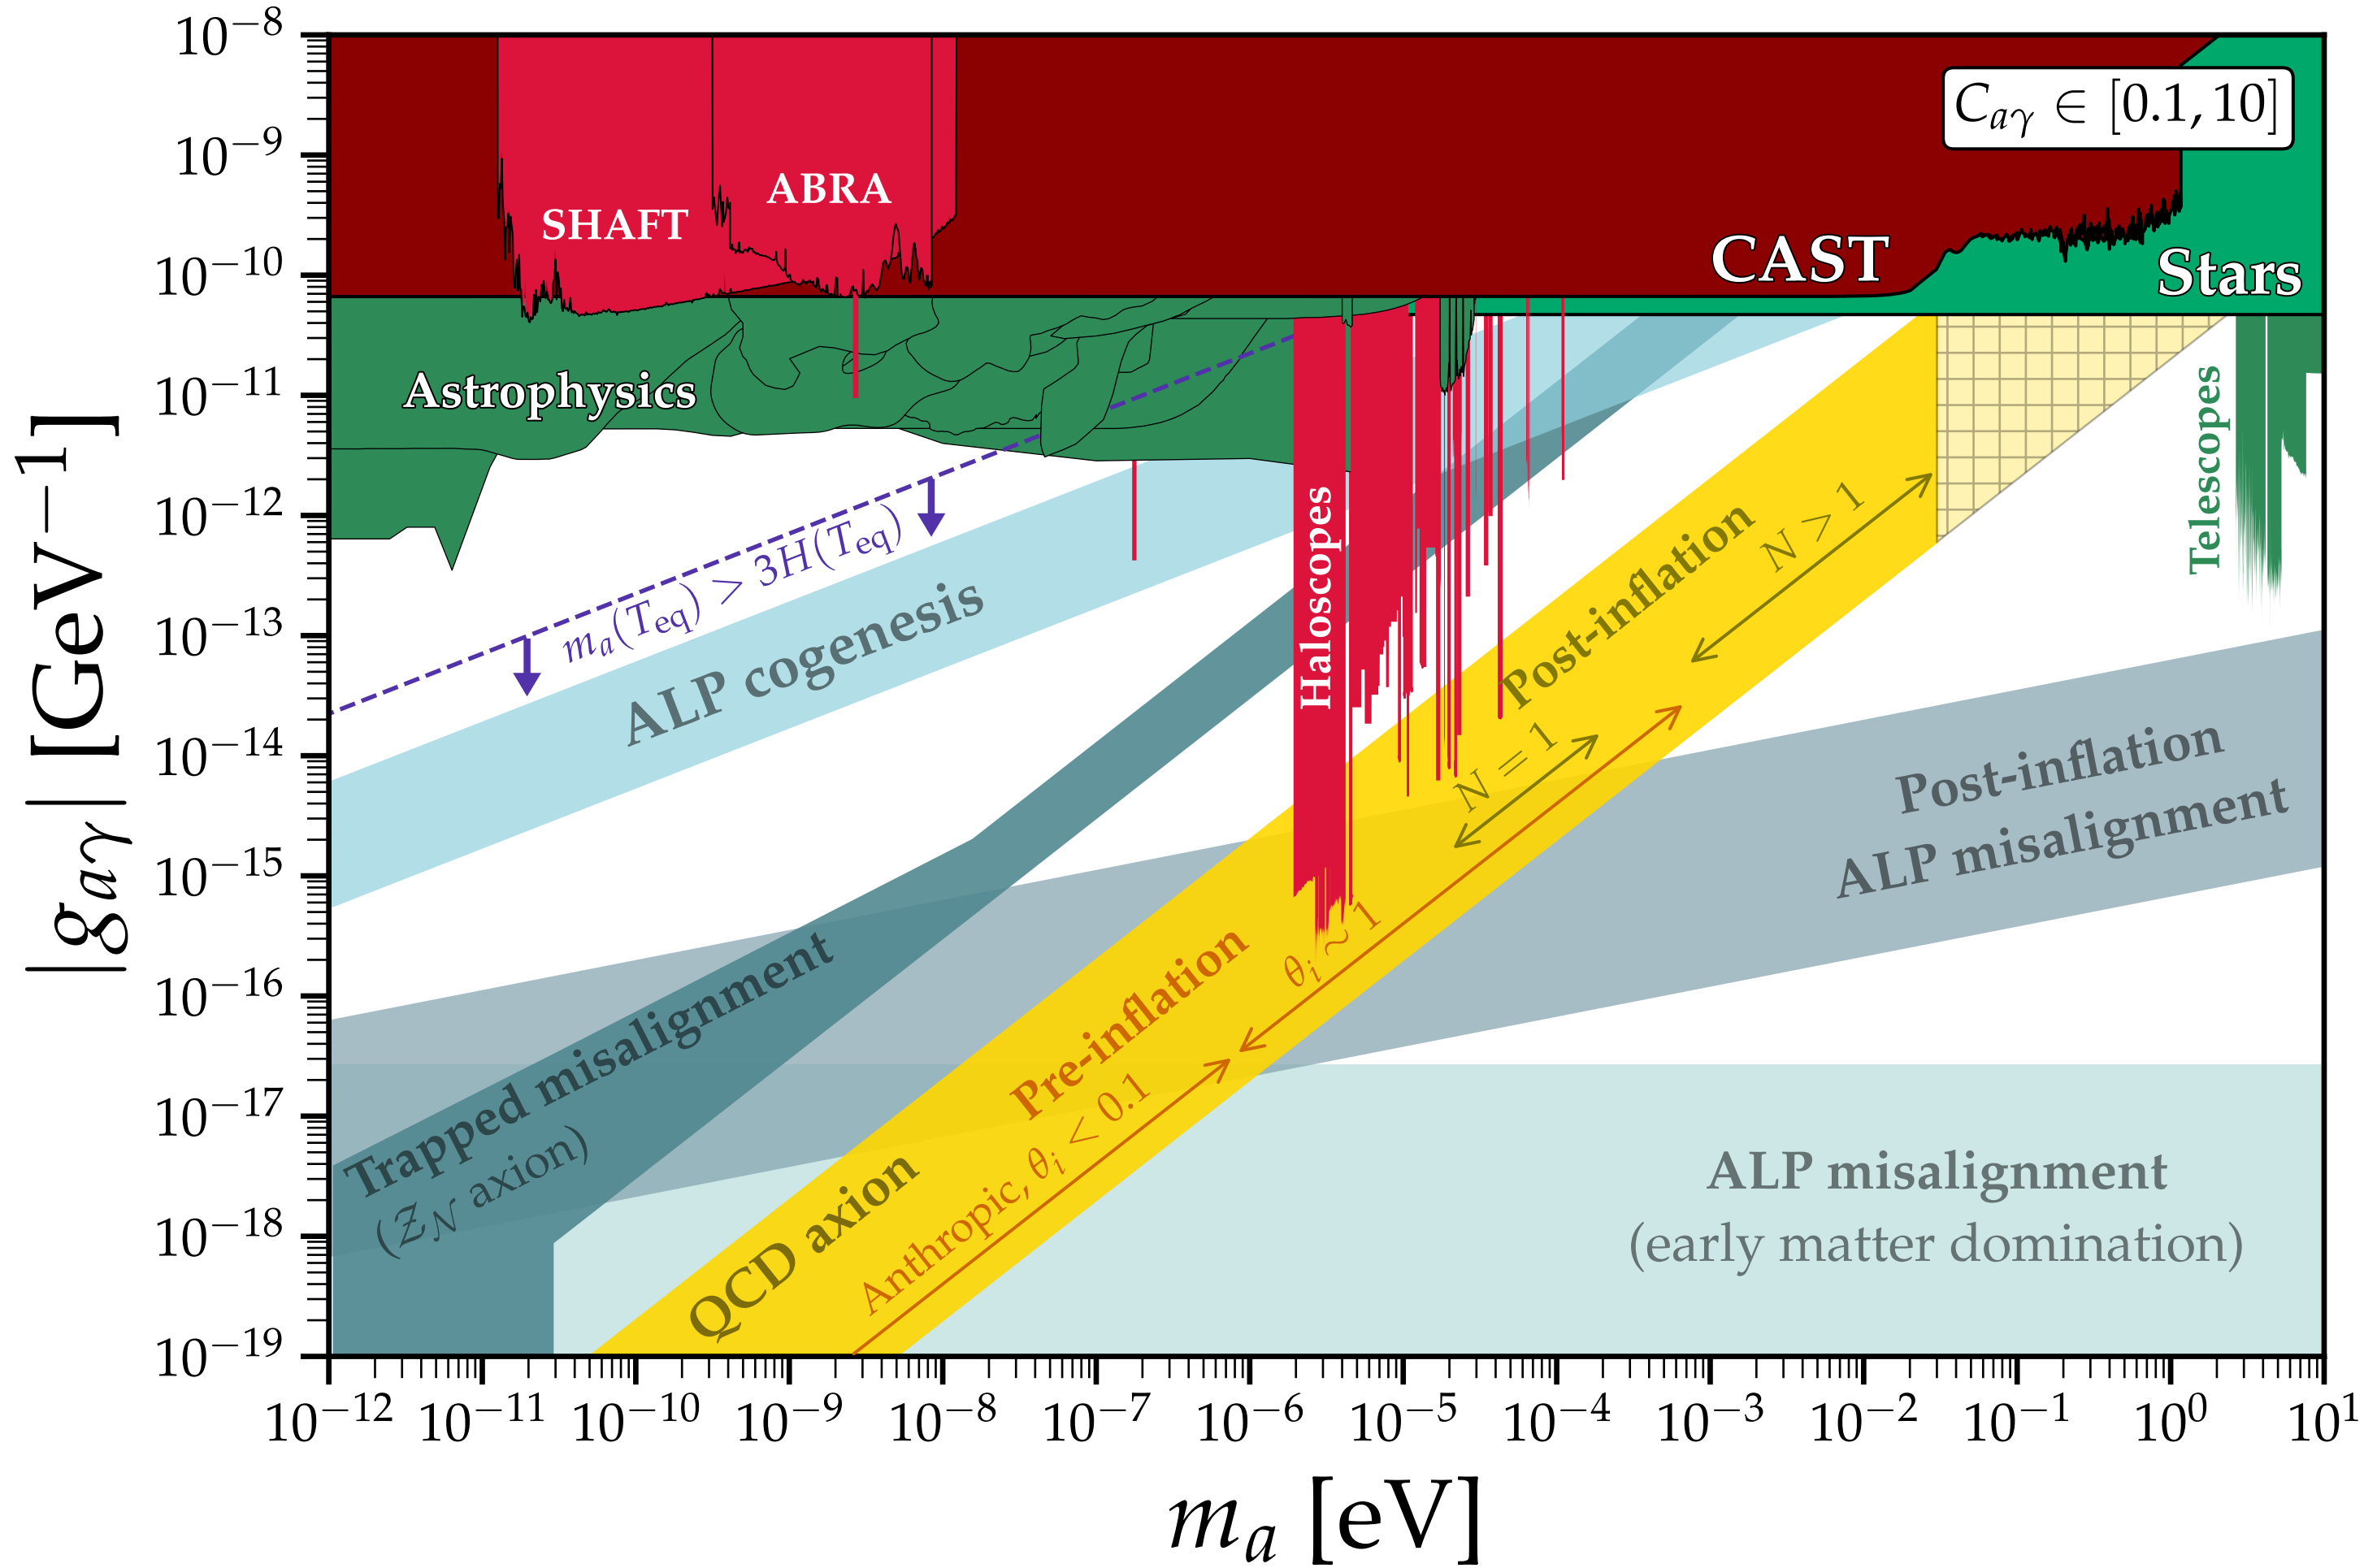 10⁻⁸
10⁻⁹
10⁻¹⁰
10⁻¹¹
10⁻¹²
10⁻¹³
10⁻¹⁴
10⁻¹⁵
10⁻¹⁶
10⁻¹⁷
10⁻¹⁸
10⁻¹⁹
|g_aγ| [GeV⁻¹]
C_aγ ∈ [0.1, 10]
SHAFT
ABRA
CAST
Stars
Astrophysics
Telescopes
Haloscopes
m_a(T_eq) > 3H(T_eq)
ALP cogenesis
Post-inflation
N > 1
N = 1
Post-inflation
ALP misalignment
Trapped misalignment
(Z_N axion)
Pre-inflation
θ_i ~ 1
QCD axion
Anthropic, θ_i < 0.1
ALP misalignment
(early matter domination)
10⁻¹² 10⁻¹¹ 10⁻¹⁰ 10⁻⁹ 10⁻⁸ 10⁻⁷ 10⁻⁶ 10⁻⁵ 10⁻⁴ 10⁻³ 10⁻² 10⁻¹ 10⁰ 10¹
m_a [eV]